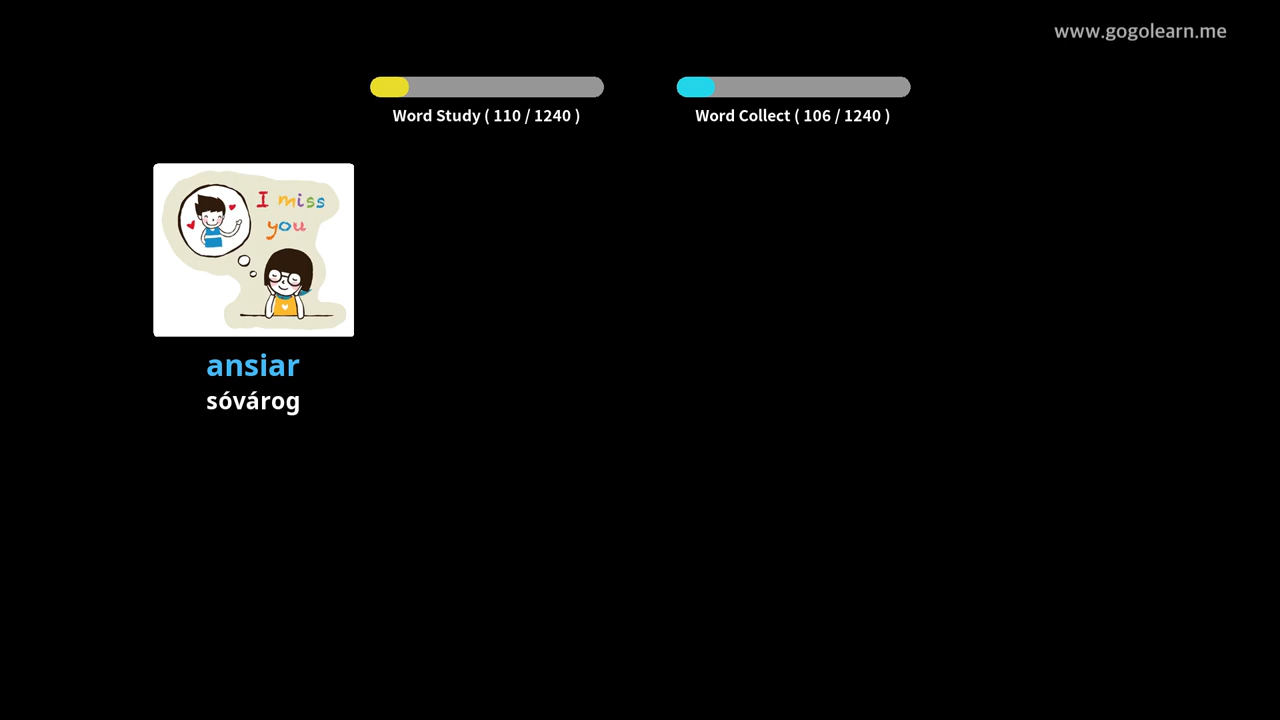 www.gogolearn.me
Word Study ( 110 / 1240 )
Word Collect ( 106 / 1240 )
I miss
you
ansiar
sóvárog